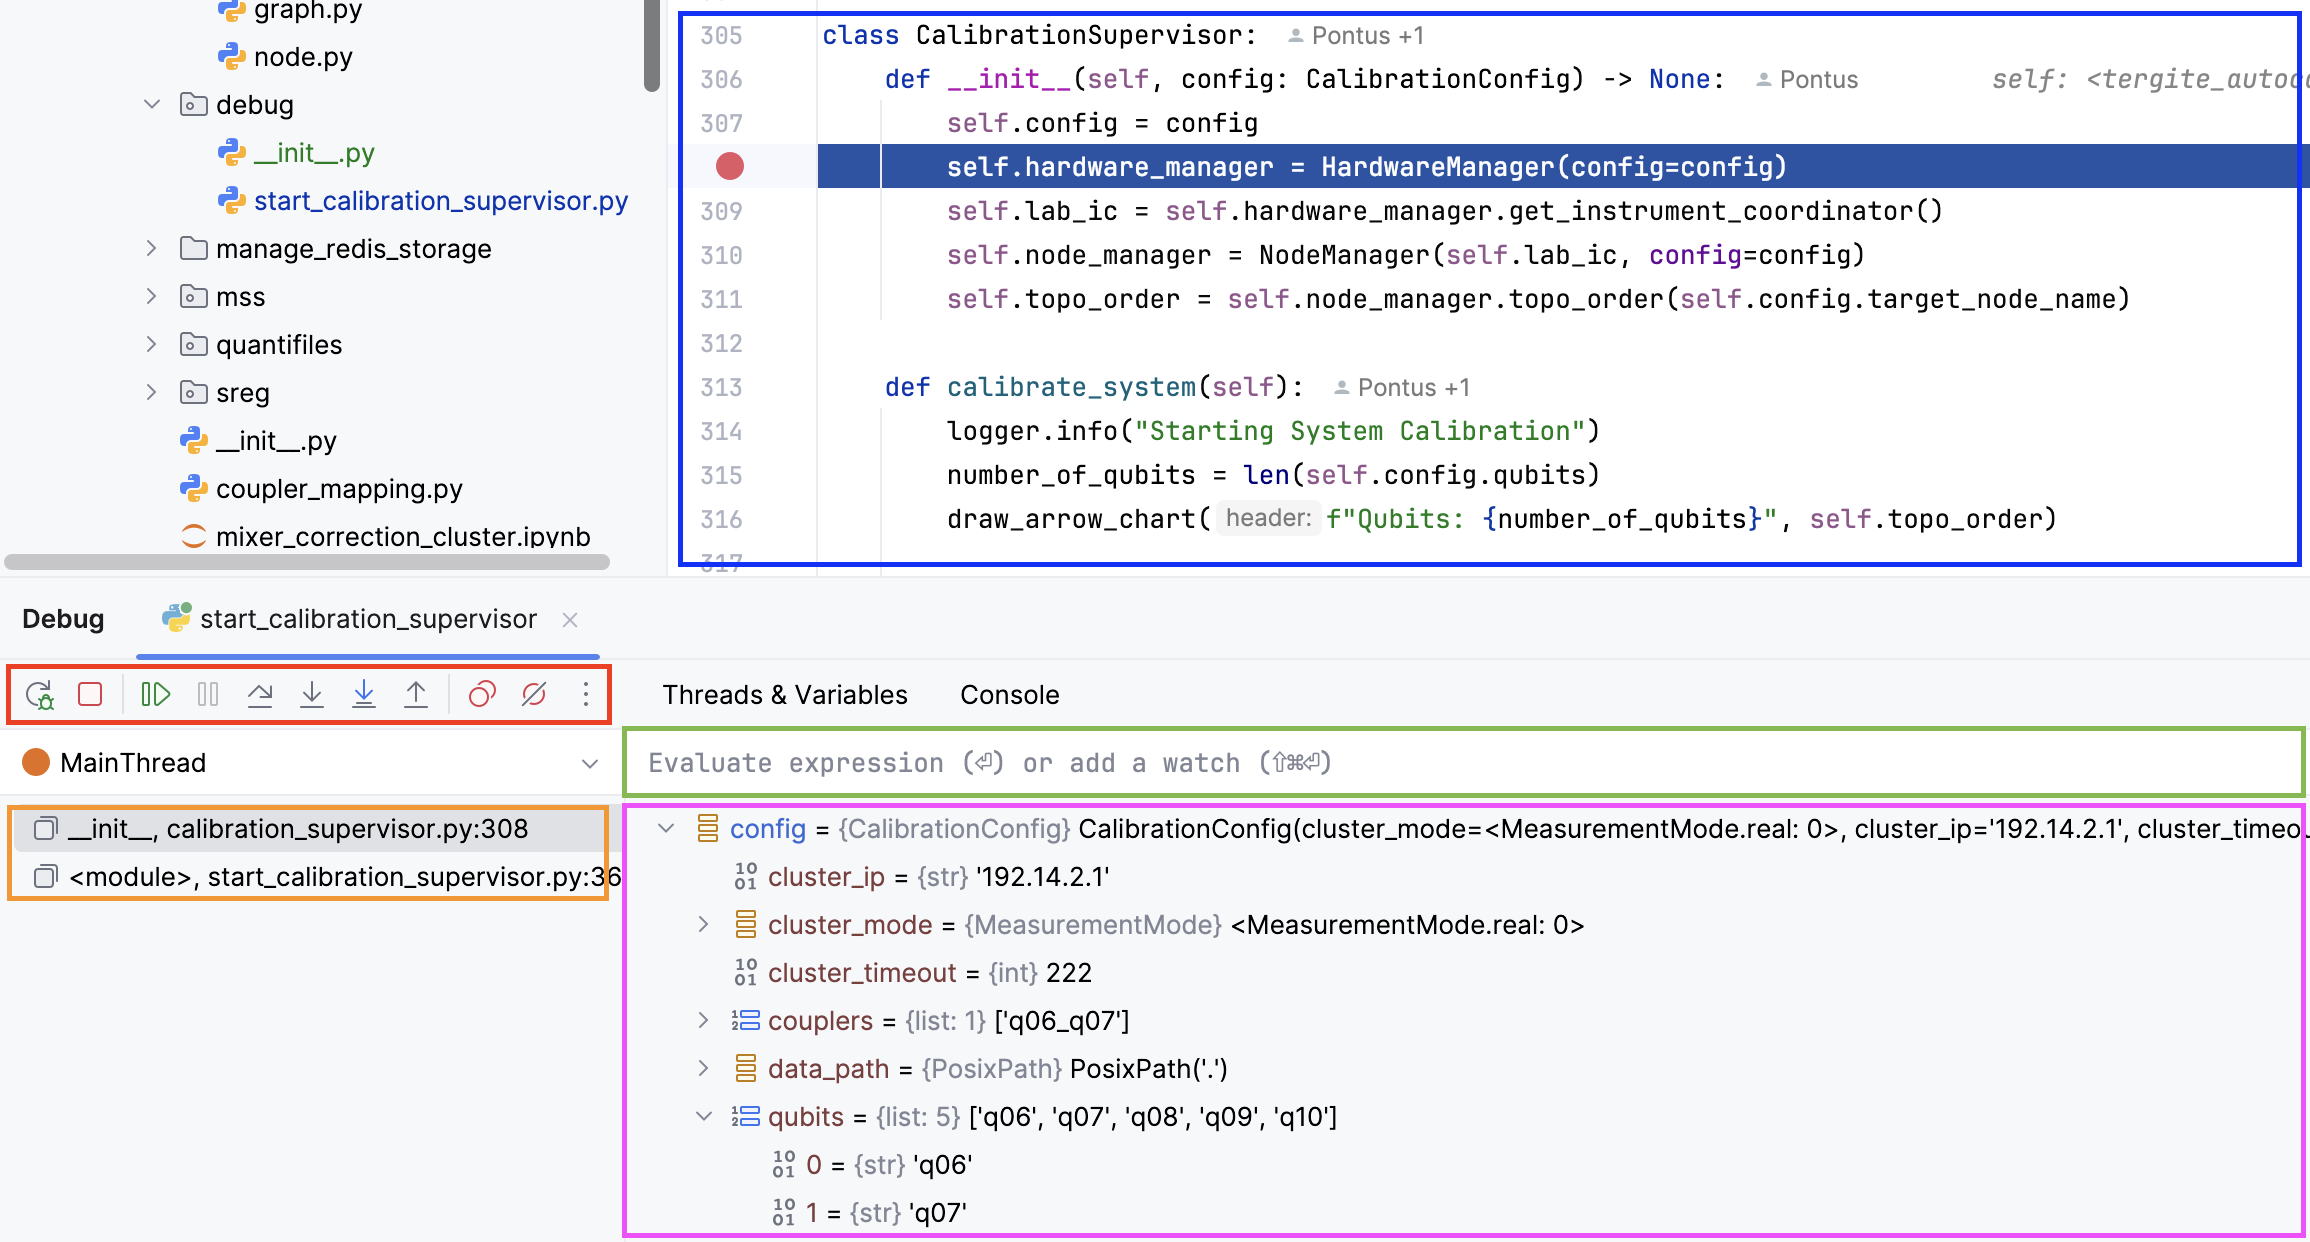 graph.py
node.py
debug
__init__.py
start_calibration_supervisor.py
manage_redis_storage
mss
quantifiles
sreg
__init__.py
coupler_mapping.py
mixer_correction_cluster.ipynb
305 class CalibrationSupervisor: Pontus +1
306 def __init__(self, config: CalibrationConfig) -> None: Pontus self: <tergite_autoc
307 self.config = config
self.hardware_manager = HardwareManager(config=config)
309 self.lab_ic = self.hardware_manager.get_instrument_coordinator()
310 self.node_manager = NodeManager(self.lab_ic, config=config)
311 self.topo_order = self.node_manager.topo_order(self.config.target_node_name)
312
313 def calibrate_system(self): Pontus +1
314 logger.info("Starting System Calibration")
315 number_of_qubits = len(self.config.qubits)
316 draw_arrow_chart( header: f"Qubits: {number_of_qubits}", self.topo_order)
317
Debug start_calibration_supervisor
Threads & Variables Console
MainThread
Evaluate expression (⏎) or add a watch (⇧⌘⏎)
__init__, calibration_supervisor.py:308
<module>, start_calibration_supervisor.py:36
config = {CalibrationConfig} CalibrationConfig(cluster_mode=<MeasurementMode.real: 0>, cluster_ip='192.14.2.1', cluster_timeou
cluster_ip = {str} '192.14.2.1'
cluster_mode = {MeasurementMode} <MeasurementMode.real: 0>
cluster_timeout = {int} 222
couplers = {list: 1} ['q06_q07']
data_path = {PosixPath} PosixPath('.')
qubits = {list: 5} ['q06', 'q07', 'q08', 'q09', 'q10']
0 = {str} 'q06'
1 = {str} 'q07'